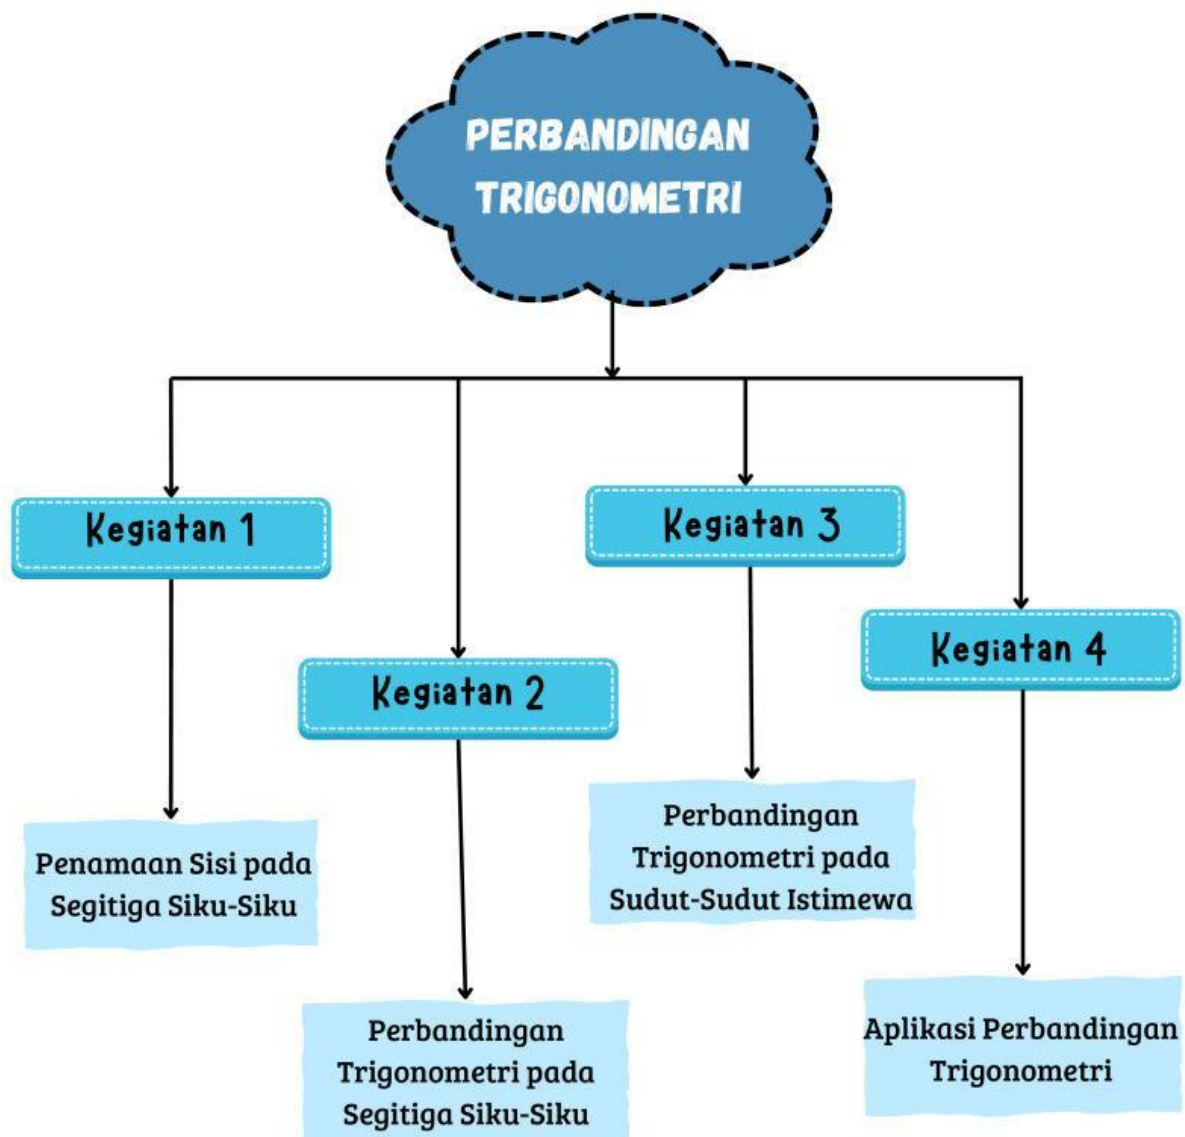 PERBANDINGAN
TRIGONOMETRI
Kegiatan 1
Penamaan Sisi pada
Segitiga Siku-Siku
Kegiatan 2
Perbandingan
Trigonometri pada
Segitiga Siku-Siku
Kegiatan 3
Perbandingan
Trigonometri pada
Sudut-Sudut Istimewa
Kegiatan 4
Aplikasi Perbandingan
Trigonometri